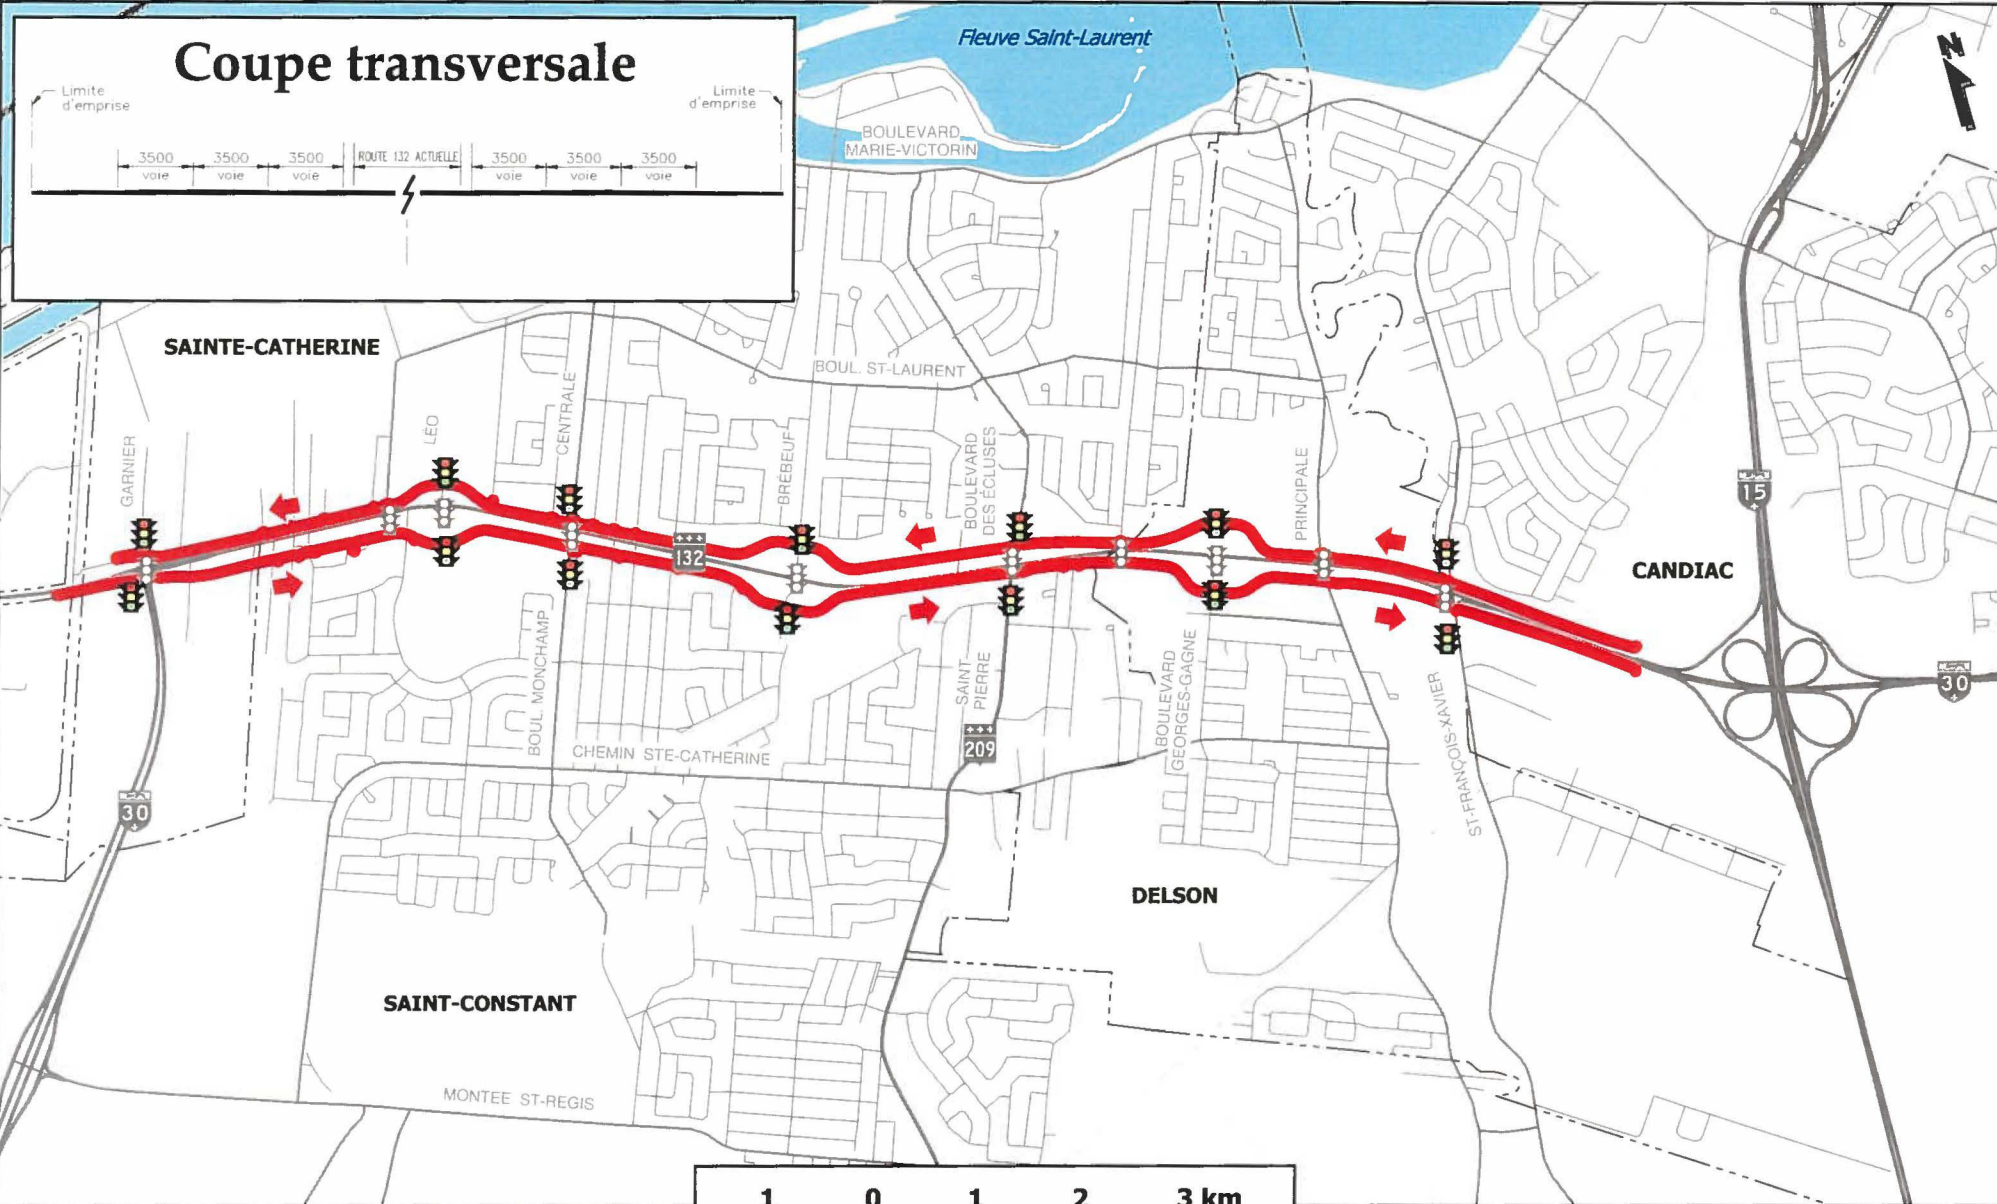 Coupe transversale
Limite
d'emprise
Limite
d'emprise
3500
voie
3500
voie
3500
voie
ROUTE 132 ACTUELLE
3500
voie
3500
voie
3500
voie
Fleuve Saint-Laurent
N
BOULEVARD
MARIE-VICTORIN
SAINTE-CATHERINE
BOUL. ST-LAURENT
GARNIER
LÉO
CENTRALE
BRÉBEUF
BOULEVARD
DES ÉCLUSES
PRINCIPALE
15
132
CANDIAC
BOUL. MONCHAMP
SAINT
PIERRE
BOULEVARD
GEORGES-GAGNE
ST-FRANÇOIS-XAVIER
30
209
CHEMIN STE-CATHERINE
30
DELSON
SAINT-CONSTANT
MONTEE ST-REGIS
1 0 1 2 3 km